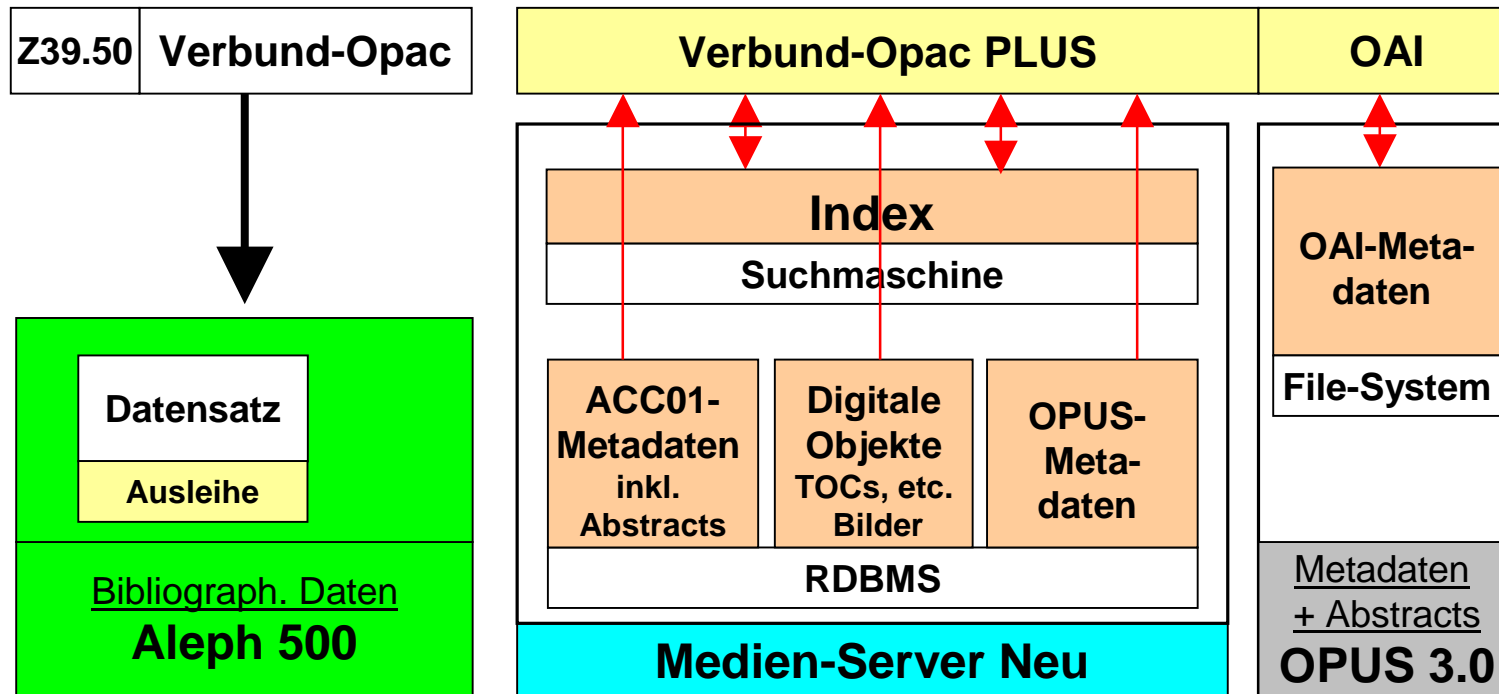 Z39.50
Verbund-Opac
Verbund-Opac PLUS
OAI
Index
Suchmaschine
OAI-Meta-
daten
File-System
Datensatz
Ausleihe
ACC01-
Metadaten
inkl.
Abstracts
Digitale
Objekte
TOCs, etc.
Bilder
OPUS-
Meta-
daten
RDBMS
Bibliograph. Daten
Aleph 500
Medien-Server Neu
Metadaten
+ Abstracts
OPUS 3.0